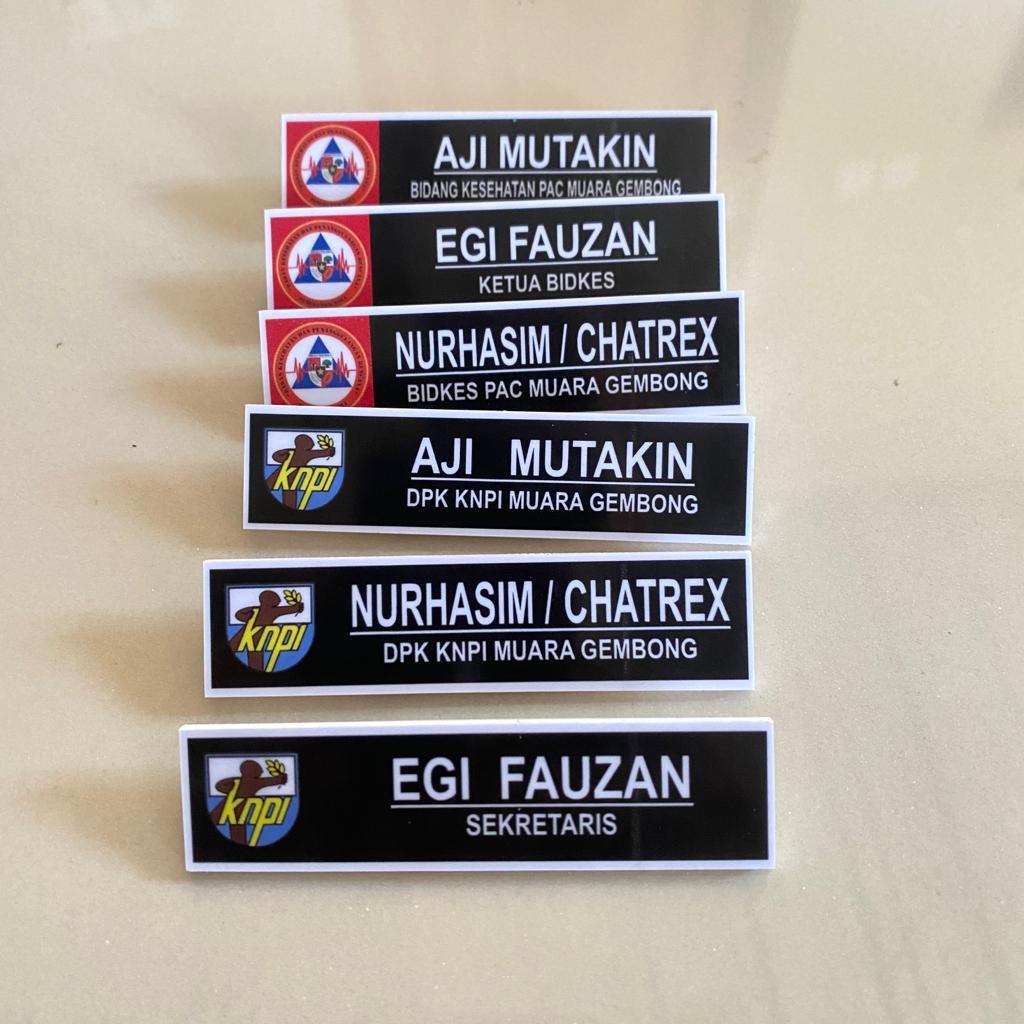 AJI MUTAKIN
BIDANG KESEHATAN PAC MUARA GEMBONG
EGI FAUZAN
KETUA BIDKES
NURHASIM / CHATREX
BIDKES PAC MUARA GEMBONG
knpi
AJI MUTAKIN
DPK KNPI MUARA GEMBONG
knpi
NURHASIM / CHATREX
DPK KNPI MUARA GEMBONG
knpi
EGI FAUZAN
SEKRETARIS